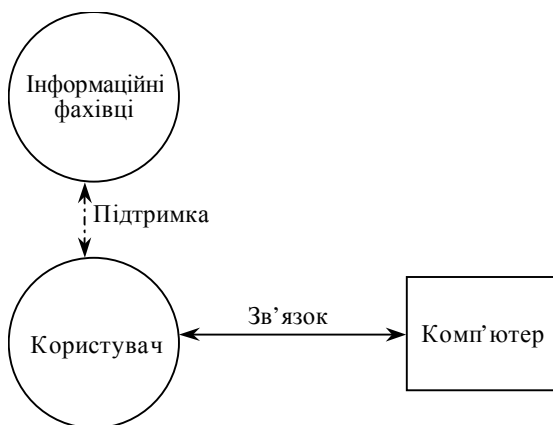 Інформаційні
фахівці
Підтримка
Зв’язок
Користувач
Комп’ютер